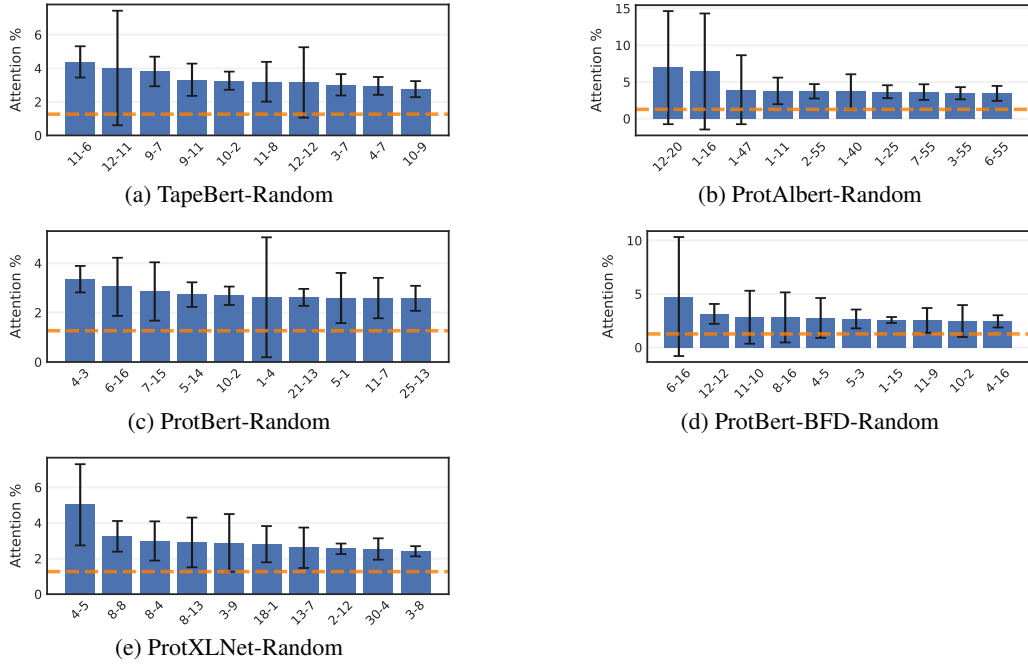 Attention %
6
4
2
0
11-6 12-11 9-7 9-11 10-2 11-8 12-12 3-7 4-7 10-9
(a) TapeBert-Random
Attention %
15
10
5
0
12-20 1-16 1-47 1-11 2-55 1-40 1-25 7-55 3-55 6-55
(b) ProtAlbert-Random
Attention %
4
2
0
4-3 6-16 7-15 5-14 10-2 1-4 21-13 5-1 11-7 25-13
(c) ProtBert-Random
Attention %
10
5
0
6-16 12-12 11-10 8-16 4-5 5-3 1-15 11-9 10-2 4-16
(d) ProtBert-BFD-Random
Attention %
6
4
2
0
4-5 8-8 8-4 8-13 3-9 18-1 13-7 2-12 30-4 3-8
(e) ProtXLNet-Random